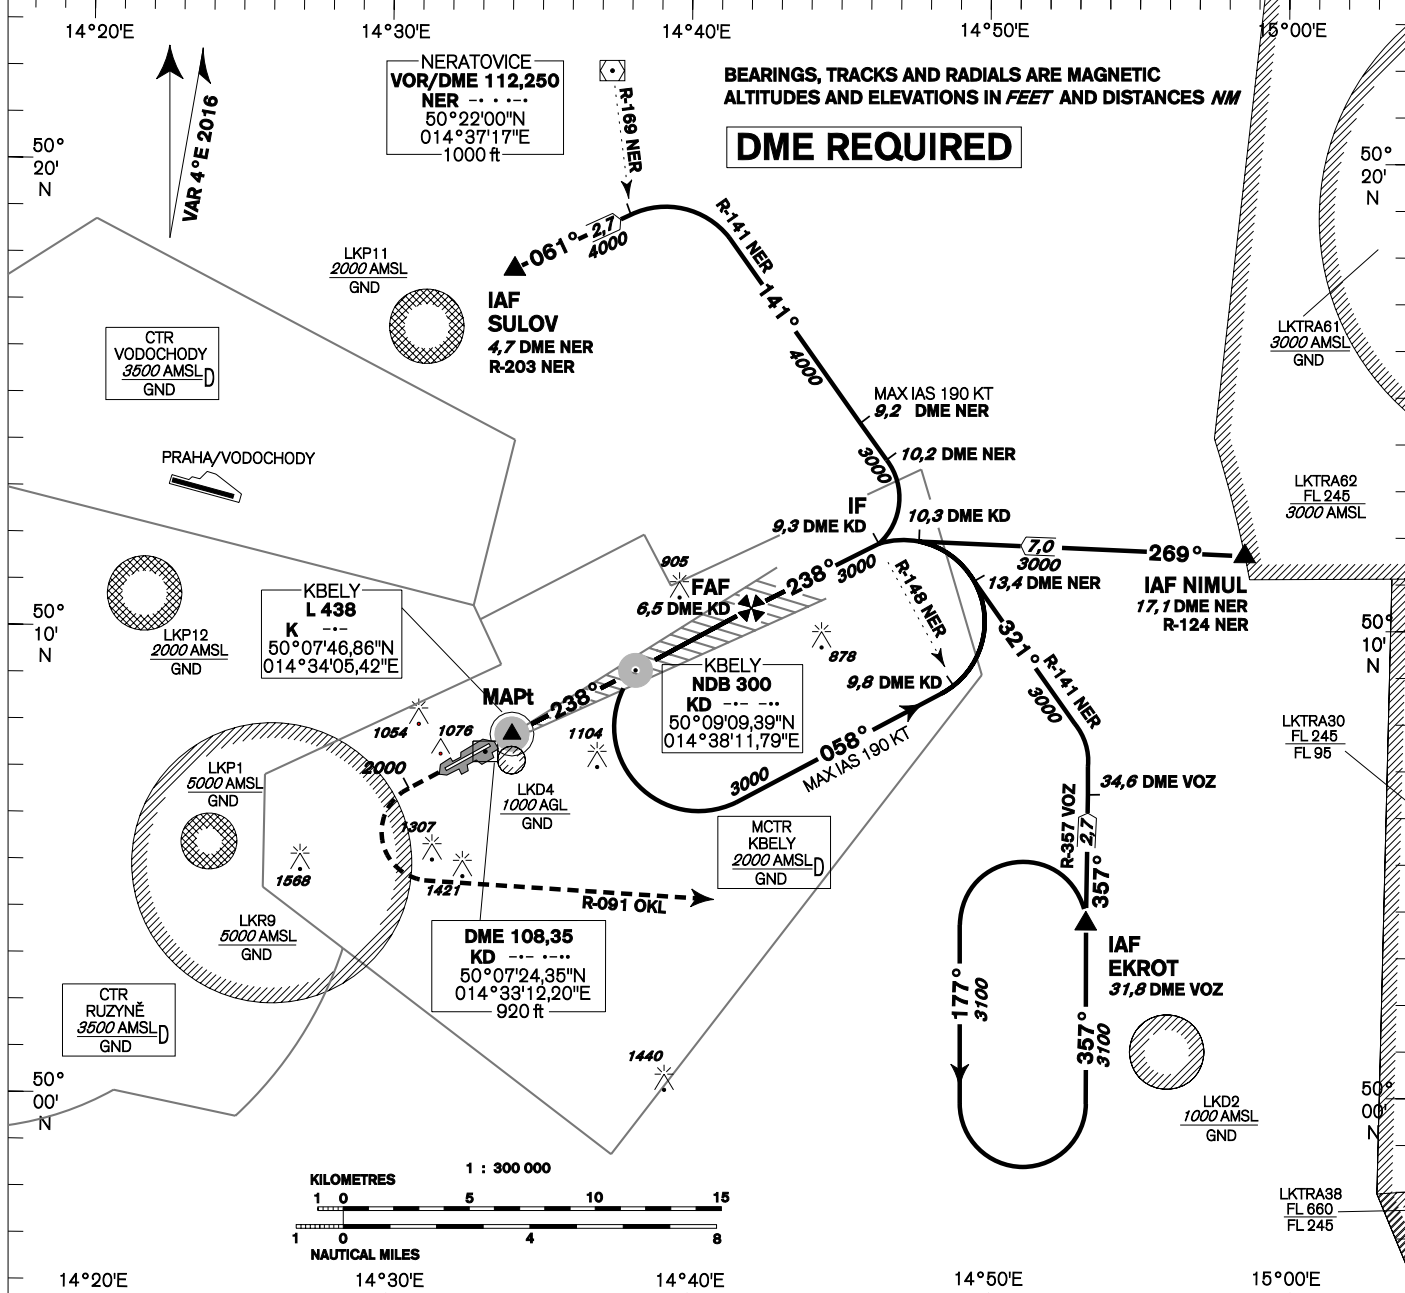 14°20'E
14°30'E
14°40'E
14°50'E
15°00'E
VAR 4°E 2016
NERATOVICE
VOR/DME 112,250
NER
50°22'00"N
014°37'17"E
1000 ft
R-169 NER
BEARINGS, TRACKS AND RADIALS ARE MAGNETIC
ALTITUDES AND ELEVATIONS IN FEET AND DISTANCES NM
DME REQUIRED
50°
20'
N
50°
20'
N
061°
2,7
4000
R-141 NER
141°
4000
LKP11
2000 AMSL
GND
IAF
SULOV
4,7 DME NER
R-203 NER
CTR
VODOCHODY
3500 AMSL D
GND
LKTRA61
3000 AMSL
GND
MAX IAS 190 KT
9,2 DME NER
PRAHA/VODOCHODY
3000
10,2 DME NER
LKTRA62
FL 245
3000 AMSL
IF
9,3 DME KD
10,3 DME KD
7,0
3000
269°
IAF NIMUL
17,1 DME NER
R-124 NER
905
FAF
6,5 DME KD
238°
3000
R-148 NER
13,4 DME NER
50°
10'
N
50°
10'
N
LKP12
2000 AMSL
GND
KBELY
L 438
K
50°07'46,86"N
014°34'05,42"E
878
321°
R-141 NER
3000
KBELY
NDB 300
KD
50°09'09,39"N
014°38'11,79"E
9,8 DME KD
MAPt
238°
1054
1076
1104
2000
058°
MAX IAS 190 KT
3000
LKTRA30
FL 245
FL 95
LKP1
5000 AMSL
GND
LKD4
1000 AGL
GND
34,6 DME VOZ
R-357 VOZ
2,7
357°
1307
1421
1568
MCTR
KBELY
2000 AMSL D
GND
R-091 OKL
LKR9
5000 AMSL
GND
DME 108,35
KD
50°07'24,35"N
014°33'12,20"E
920 ft
IAF
EKROT
31,8 DME VOZ
177°
3100
357°
3100
CTR
RUZYNĚ
3500 AMSL D
GND
1440
50°
00'
N
50°
00'
N
LKD2
1000 AMSL
GND
1 : 300 000
KILOMETRES
1 0 5 10 15
1 0 4 8
NAUTICAL MILES
LKTRA38
FL 660
FL 245
14°20'E
14°30'E
14°40'E
14°50'E
15°00'E